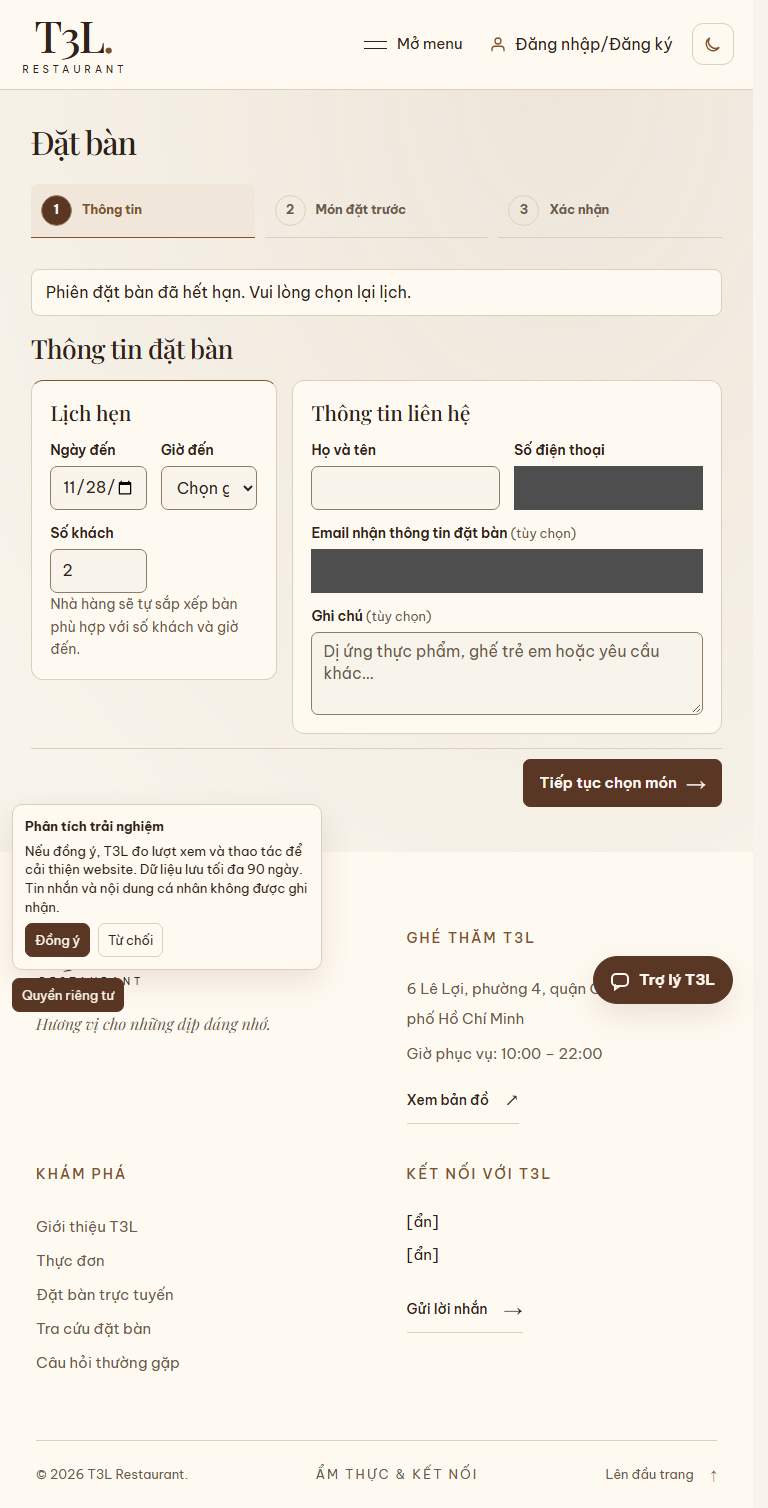 T3L.
RESTAURANT
Mở menu
Đăng nhập/Đăng ký
Đặt bàn
1 Thông tin
2 Món đặt trước
3 Xác nhận
Phiên đặt bàn đã hết hạn. Vui lòng chọn lại lịch.
Thông tin đặt bàn
Lịch hẹn
Ngày đến
Giờ đến
11/28/
Chọn g
Số khách
2
Nhà hàng sẽ tự sắp xếp bàn
phù hợp với số khách và giờ
đến.
Thông tin liên hệ
Họ và tên
Số điện thoại
Email nhận thông tin đặt bàn (tùy chọn)
Ghi chú (tùy chọn)
Dị ứng thực phẩm, ghế trẻ em hoặc yêu cầu
khác...
Tiếp tục chọn món →
Phân tích trải nghiệm
Nếu đồng ý, T3L đo lượt xem và thao tác để
cải thiện website. Dữ liệu lưu tối đa 90 ngày.
Tin nhắn và nội dung cá nhân không được ghi
nhận.
Đồng ý
Từ chối
Quyền riêng tư
Hương vị cho những dịp đáng nhớ.
GHÉ THĂM T3L
6 Lê Lợi, phường 4, quận
phố Hồ Chí Minh
Giờ phục vụ: 10:00 – 22:00
Xem bản đồ ↗
Trợ lý T3L
KHÁM PHÁ
Giới thiệu T3L
Thực đơn
Đặt bàn trực tuyến
Tra cứu đặt bàn
Câu hỏi thường gặp
KẾT NỐI VỚI T3L
[ẩn]
[ẩn]
Gửi lời nhắn →
© 2026 T3L Restaurant.
ẨM THỰC & KẾT NỐI
Lên đầu trang ↑